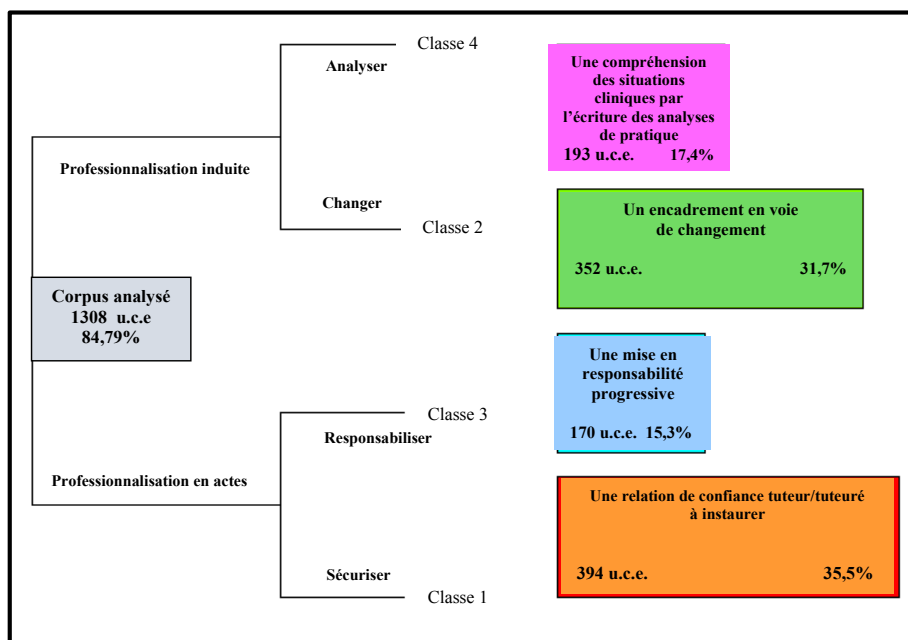 Classe 4
Analyser
Une compréhension
des situations
cliniques par
l'écriture des analyses
de pratique
193 u.c.e. 17,4%
Professionnalisation induite
Changer
Classe 2
Un encadrement en voie
de changement
352 u.c.e. 31,7%
Corpus analysé
1308 u.c.e
84,79%
Une mise en
responsabilité
progressive
170 u.c.e. 15,3%
Classe 3
Responsabiliser
Professionnalisation en actes
Une relation de confiance tuteur/tuteuré
à instaurer
394 u.c.e. 35,5%
Sécuriser
Classe 1